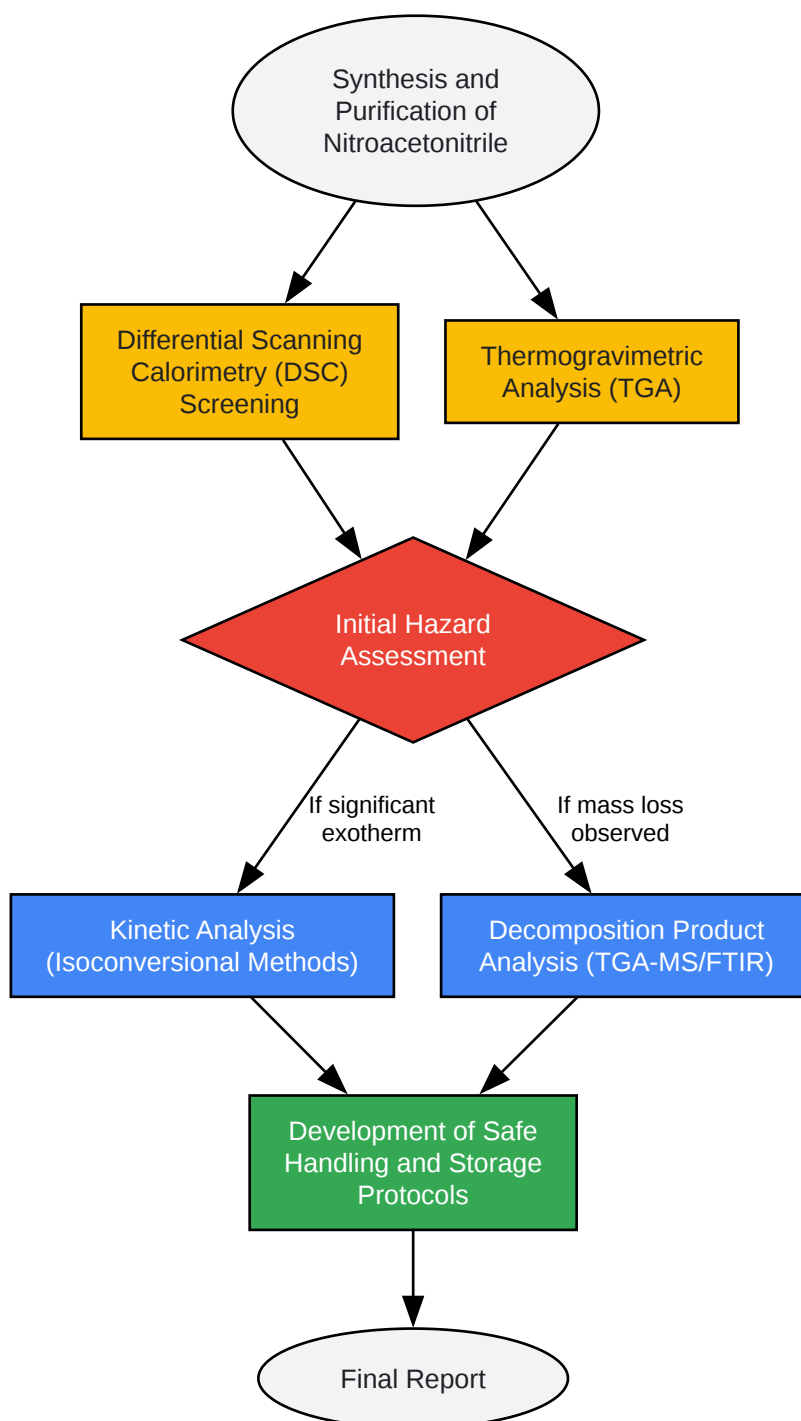 Synthesis and
Purification of
Nitroacetonitrile
Differential Scanning
Calorimetry (DSC)
Screening
Thermogravimetric
Analysis (TGA)
Initial Hazard
Assessment
If significant
exotherm
If mass loss
observed
Kinetic Analysis
(Isoconversional Methods)
Decomposition Product
Analysis (TGA-MS/FTIR)
Development of Safe
Handling and Storage
Protocols
Final Report